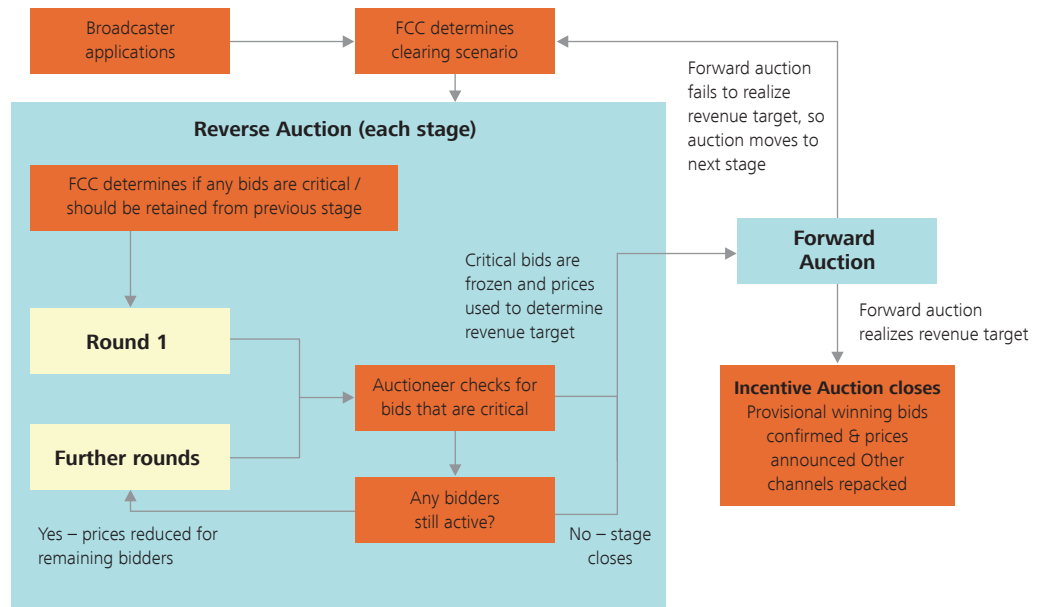 Broadcaster
applications
FCC determines
clearing scenario
Forward auction
fails to realize
revenue target, so
auction moves to
next stage
Reverse Auction (each stage)
FCC determines if any bids are critical /
should be retained from previous stage
Forward
Auction
Critical bids are
frozen and prices
used to determine
revenue target
Forward auction
realizes revenue target
Round 1
Auctioneer checks for
bids that are critical
Incentive Auction closes
Provisional winning bids
confirmed & prices
announced Other
channels repacked
Further rounds
Any bidders
still active?
Yes – prices reduced for
remaining bidders
No – stage
closes